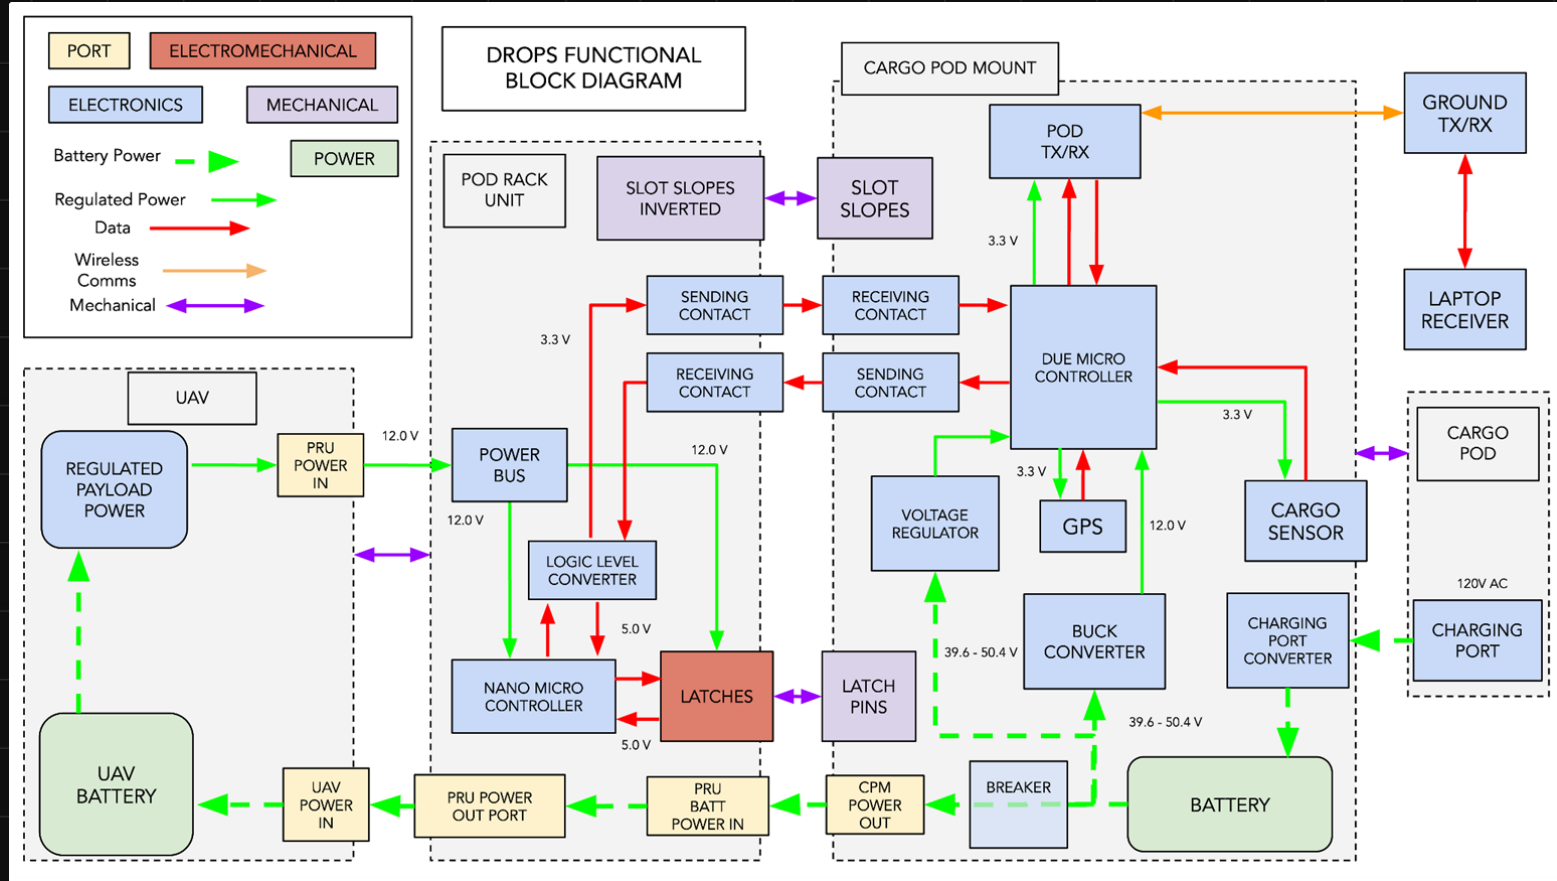 PORT
ELECTROMECHANICAL
ELECTRONICS
MECHANICAL
Battery Power
POWER
Regulated Power
Data
Wireless
Comms
Mechanical
DROPS FUNCTIONAL
BLOCK DIAGRAM
CARGO POD MOUNT
POD
TX/RX
GROUND
TX/RX
LAPTOP
RECEIVER
POD RACK
UNIT
SLOT SLOPES
INVERTED
SLOT
SLOPES
3.3 V
SENDING
CONTACT
RECEIVING
CONTACT
3.3 V
RECEIVING
CONTACT
SENDING
CONTACT
DUE MICRO
CONTROLLER
3.3 V
UAV
REGULATED
PAYLOAD
POWER
PRU
POWER
IN
12.0 V
POWER
BUS
12.0 V
12.0 V
LOGIC LEVEL
CONVERTER
5.0 V
NANO MICRO
CONTROLLER
LATCHES
5.0 V
LATCH
PINS
VOLTAGE
REGULATOR
3.3 V
GPS
12.0 V
CARGO
SENSOR
CARGO
POD
120V AC
CHARGING
PORT
CHARGING
PORT
CONVERTER
BUCK
CONVERTER
39.6 - 50.4 V
39.6 - 50.4 V
UAV
BATTERY
UAV
POWER
IN
PRU POWER
OUT PORT
PRU
BATT
POWER IN
CPM
POWER
OUT
BREAKER
BATTERY